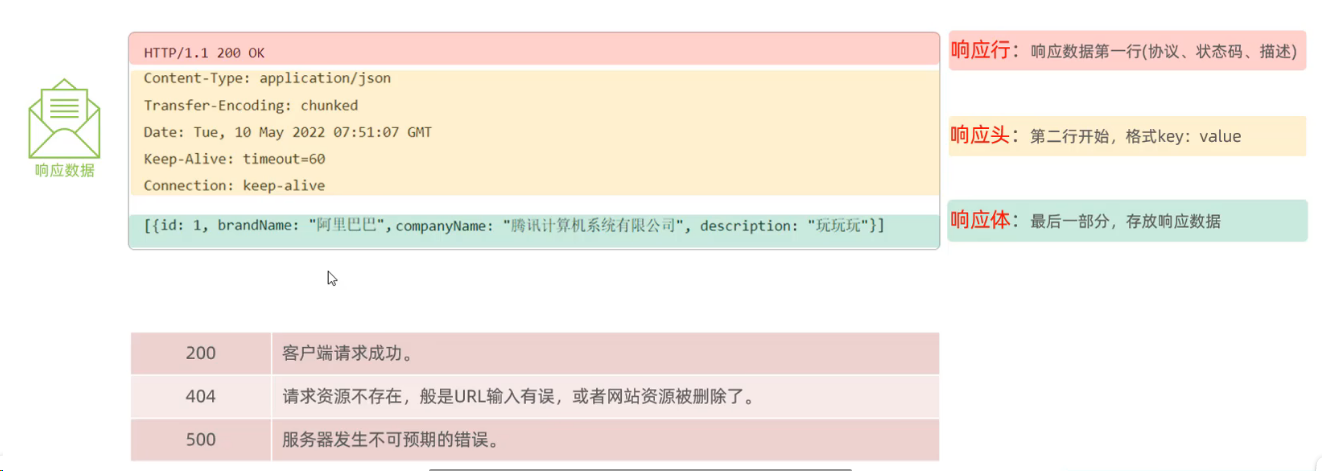 HTTP/1.1 200 OK
响应行：响应数据第一行(协议、状态码、描述)
Content-Type: application/json
Transfer-Encoding: chunked
Date: Tue, 10 May 2022 07:51:07 GMT
Keep-Alive: timeout=60
Connection: keep-alive
响应头：第二行开始，格式key：value
响应数据
[{id: 1, brandName: "阿里巴巴",companyName: "腾讯计算机系统有限公司", description: "玩玩玩"}]
响应体：最后一部分，存放响应数据
200 客户端请求成功。
404 请求资源不存在，般是URL输入有误，或者网站资源被删除了。
500 服务器发生不可预期的错误。